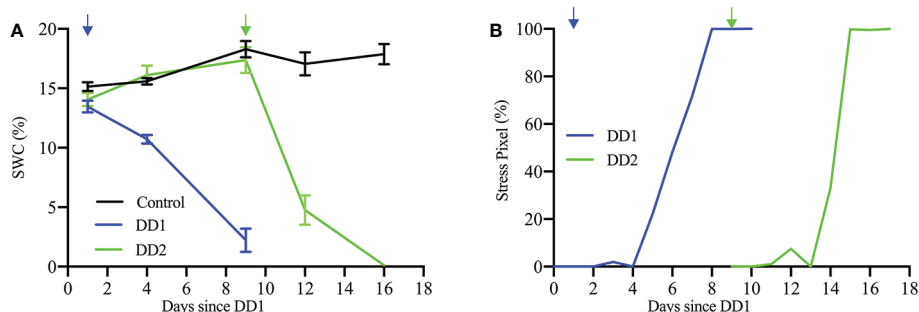 A
SWC (%)
20
15
10
5
0
Control
DD1
DD2
0 2 4 6 8 10 12 14 16 18
Days since DD1
B
Stress Pixel (%)
100
80
60
40
20
0
DD1
DD2
0 2 4 6 8 10 12 14 16 18
Days since DD1